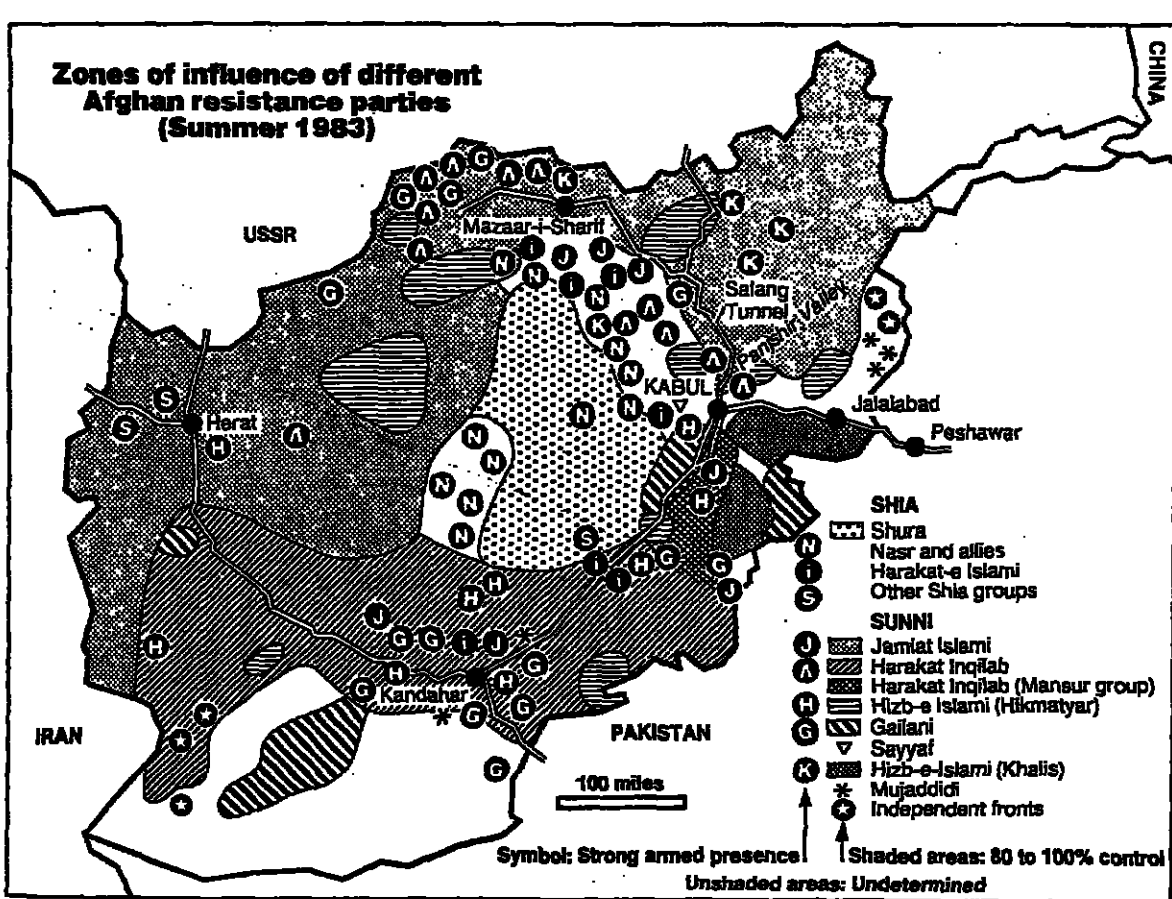 Zones of influence of different
Afghan resistance parties
(Summer 1983)
CHINA
USSR
Mazaar-i-Sharif
Salang
Tunnel
Panshir Valley
KABUL
Jalalabad
Peshawar
Herat
Kandahar
IRAN
PAKISTAN
100 miles
SHIA
Shura
N Nasr and allies
i Harakat-e Islami
S Other Shia groups
SUNNI
J Jamiat Islami
Λ Harakat Inqilab
Harakat Inqilab (Mansur group)
H Hizb-e Islami (Hikmatyar)
G Gailani
Sayyaf
K Hizb-e-Islami (Khalis)
Mujaddidi
Independent fronts
Symbol: Strong armed presence
Shaded areas: 80 to 100% control
Unshaded areas: Undetermined